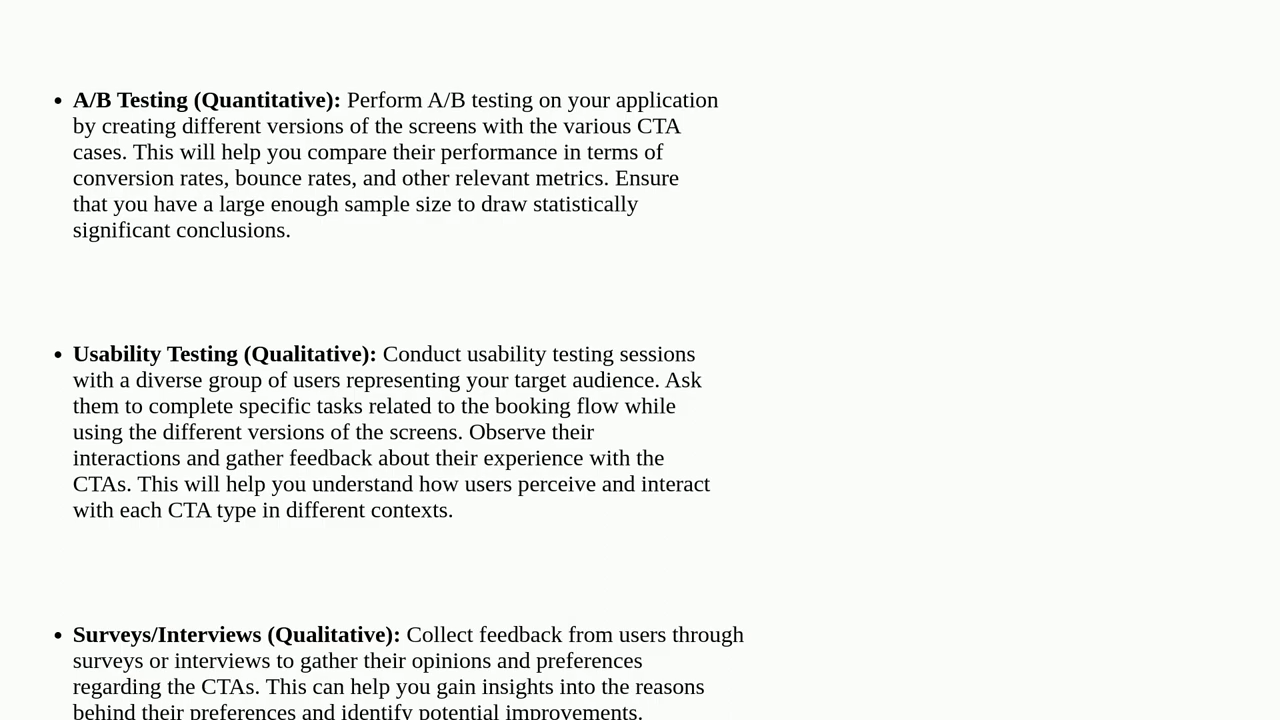 • A/B Testing (Quantitative): Perform A/B testing on your application
by creating different versions of the screens with the various CTA
cases. This will help you compare their performance in terms of
conversion rates, bounce rates, and other relevant metrics. Ensure
that you have a large enough sample size to draw statistically
significant conclusions.
• Usability Testing (Qualitative): Conduct usability testing sessions
with a diverse group of users representing your target audience. Ask
them to complete specific tasks related to the booking flow while
using the different versions of the screens. Observe their
interactions and gather feedback about their experience with the
CTAs. This will help you understand how users perceive and interact
with each CTA type in different contexts.
• Surveys/Interviews (Qualitative): Collect feedback from users through
surveys or interviews to gather their opinions and preferences
regarding the CTAs. This can help you gain insights into the reasons
behind their preferences and identify potential improvements.